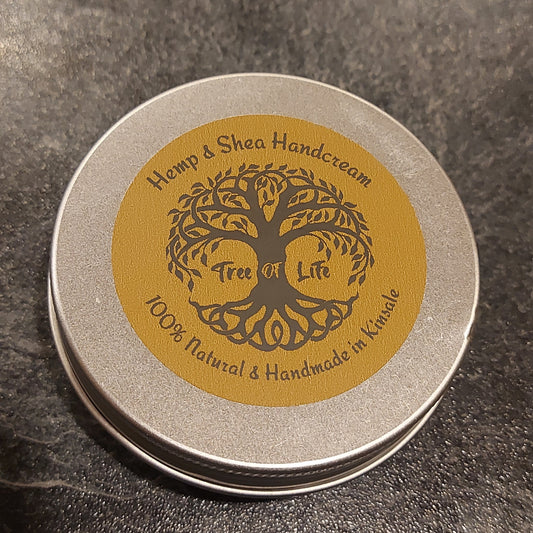 Hemp & Shea Handcream
Tree Of Life
100% Natural & Handmade in Kinsale